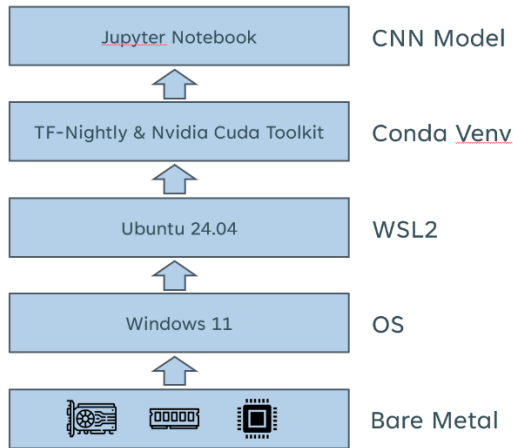 Jupyter Notebook
CNN Model
TF-Nightly & Nvidia Cuda Toolkit
Conda Venv
Ubuntu 24.04
WSL2
Windows 11
OS
Bare Metal